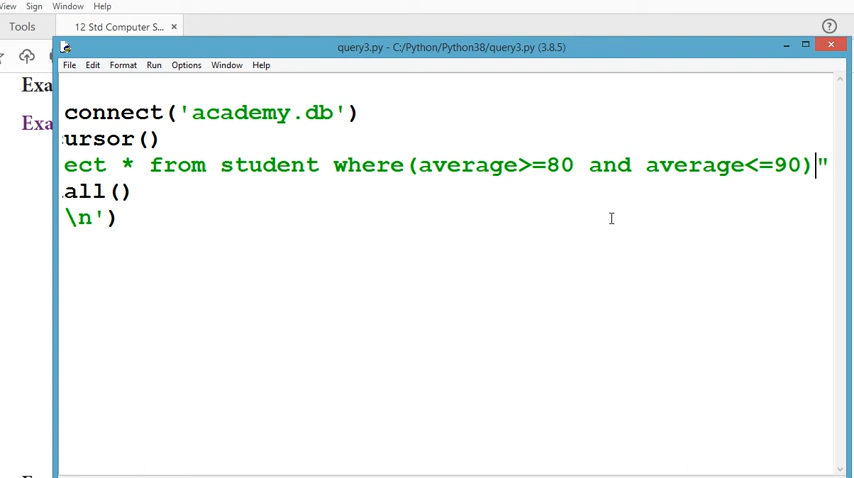 View Sign Window Help
Tools 12 Std Computer S... ×
query3.py - C:/Python/Python38/query3.py (3.8.5)
File Edit Format Run Options Window Help
Exa
Exa
connect('academy.db')
ursor()
ect * from student where(average>=80 and average<=90)"
all()
\n')